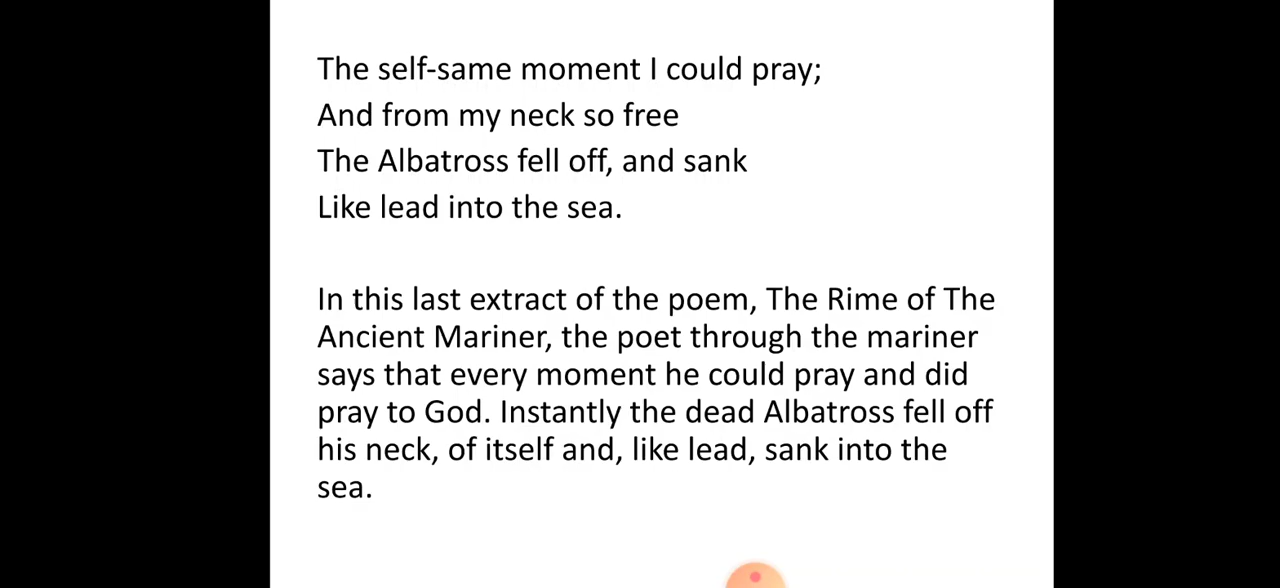 The self-same moment I could pray;
And from my neck so free
The Albatross fell off, and sank
Like lead into the sea.
In this last extract of the poem, The Rime of The
Ancient Mariner, the poet through the mariner
says that every moment he could pray and did
pray to God. Instantly the dead Albatross fell off
his neck, of itself and, like lead, sank into the
sea.